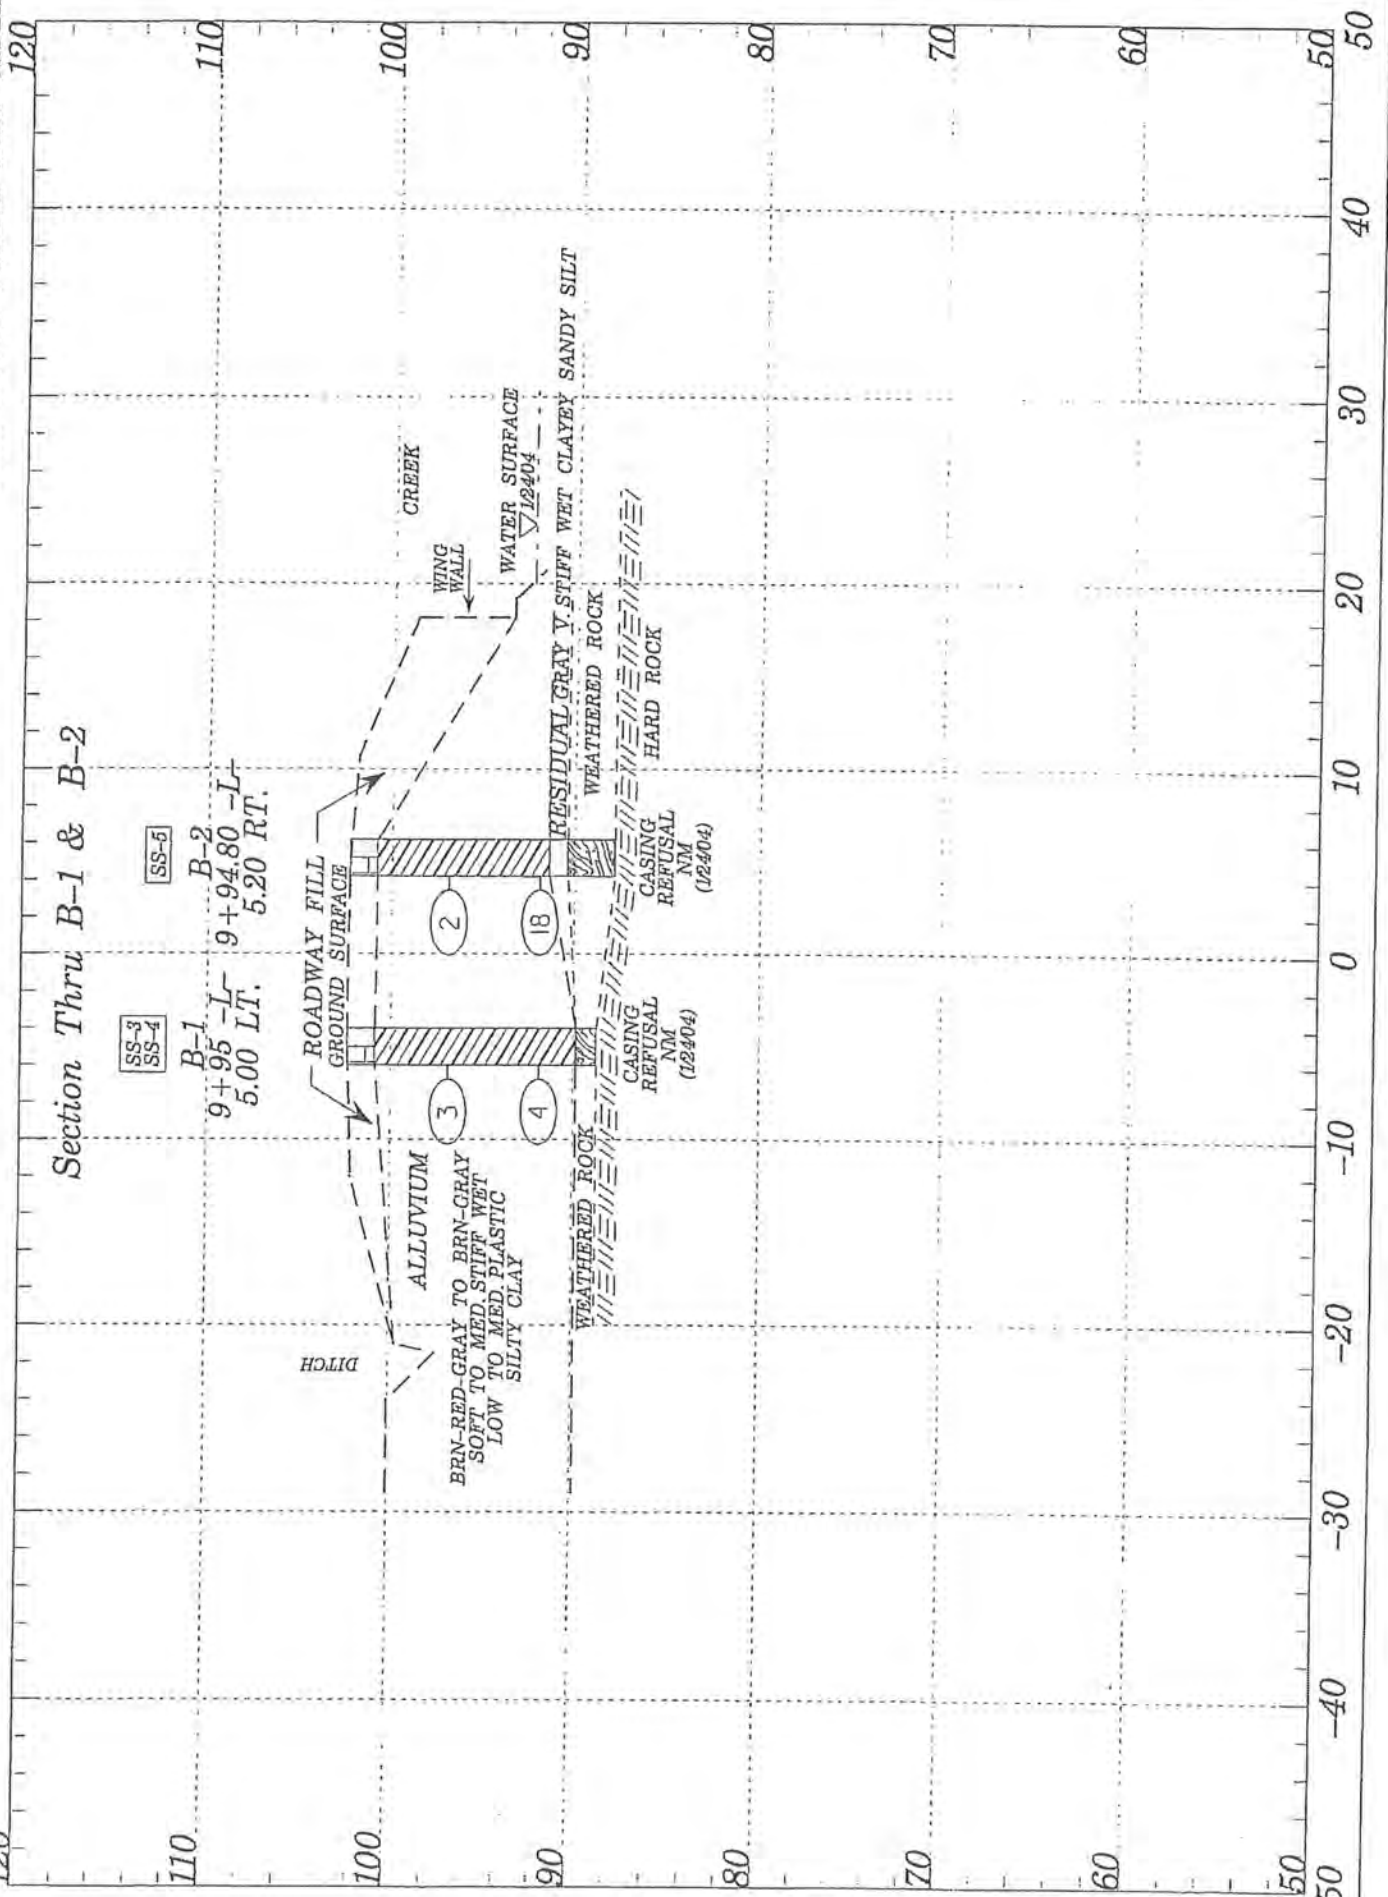 Section Thru B-1 & B-2
SS-3
SS-4
B-1
9+95 -L-
5.00 LT.
SS-5
B-2
9+94.80 -L-
5.20 RT.
ROADWAY FILL
GROUND SURFACE
DITCH
ALLUVIUM
BRN-RED-GRAY TO BRN-GRAY
SOFT TO MED. STIFF WET
LOW TO MED. PLASTIC
SILTY CLAY
3
4
2
18
WING
WALL
CREEK
WATER SURFACE
1/24/04
RESIDUAL GRAY V. STIFF WET CLAYEY SANDY SILT
WEATHERED ROCK
WEATHERED ROCK
HARD ROCK
CASING
REFUSAL
NM
(1/24/04)
CASING
REFUSAL
NM
(1/24/04)
120
110
100
90
80
70
60
50
120
110
100
90
80
70
60
50
50
-40
-30
-20
-10
0
10
20
30
40
50